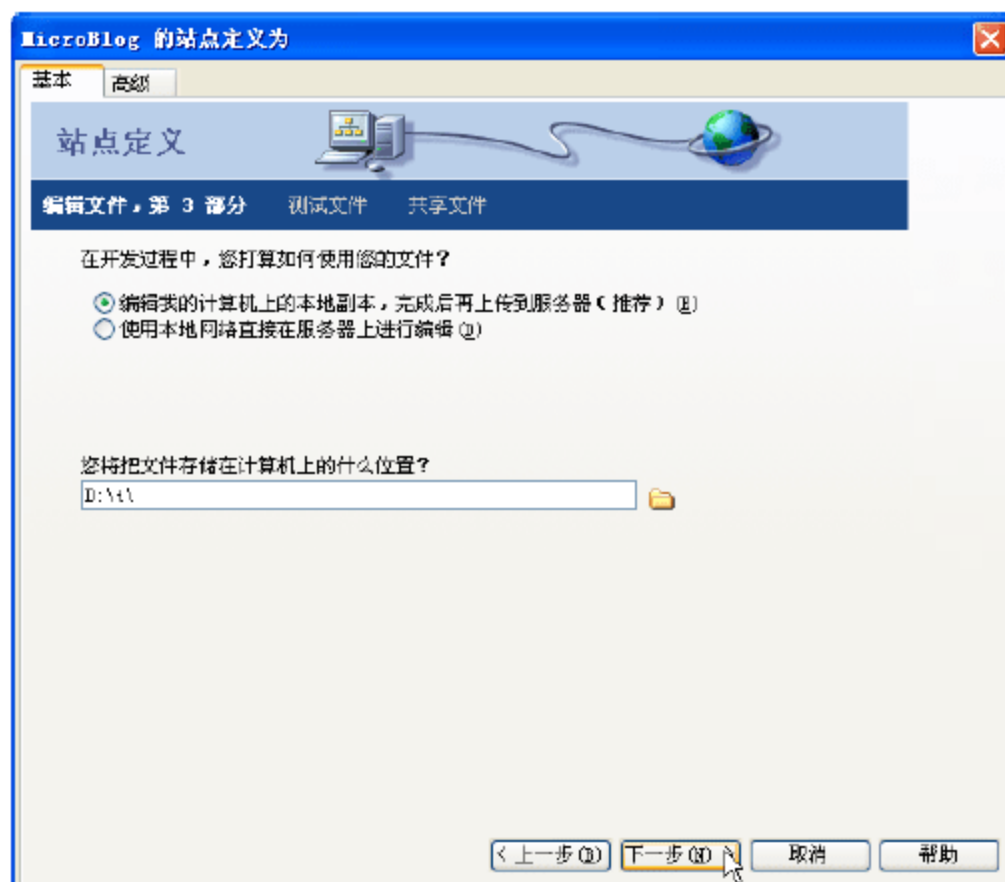 MicroBlog 的站点定义为
基本 高级
站点定义
编辑文件，第 3 部分 测试文件 共享文件
在开发过程中，您打算如何使用您的文件？
编辑我的计算机上的本地副本，完成后再上传到服务器（推荐）(E)
使用本地网络直接在服务器上进行编辑(D)
您将把文件存储在计算机上的什么位置？
D:\t\
< 上一步(B) 下一步(N) > 取消 帮助